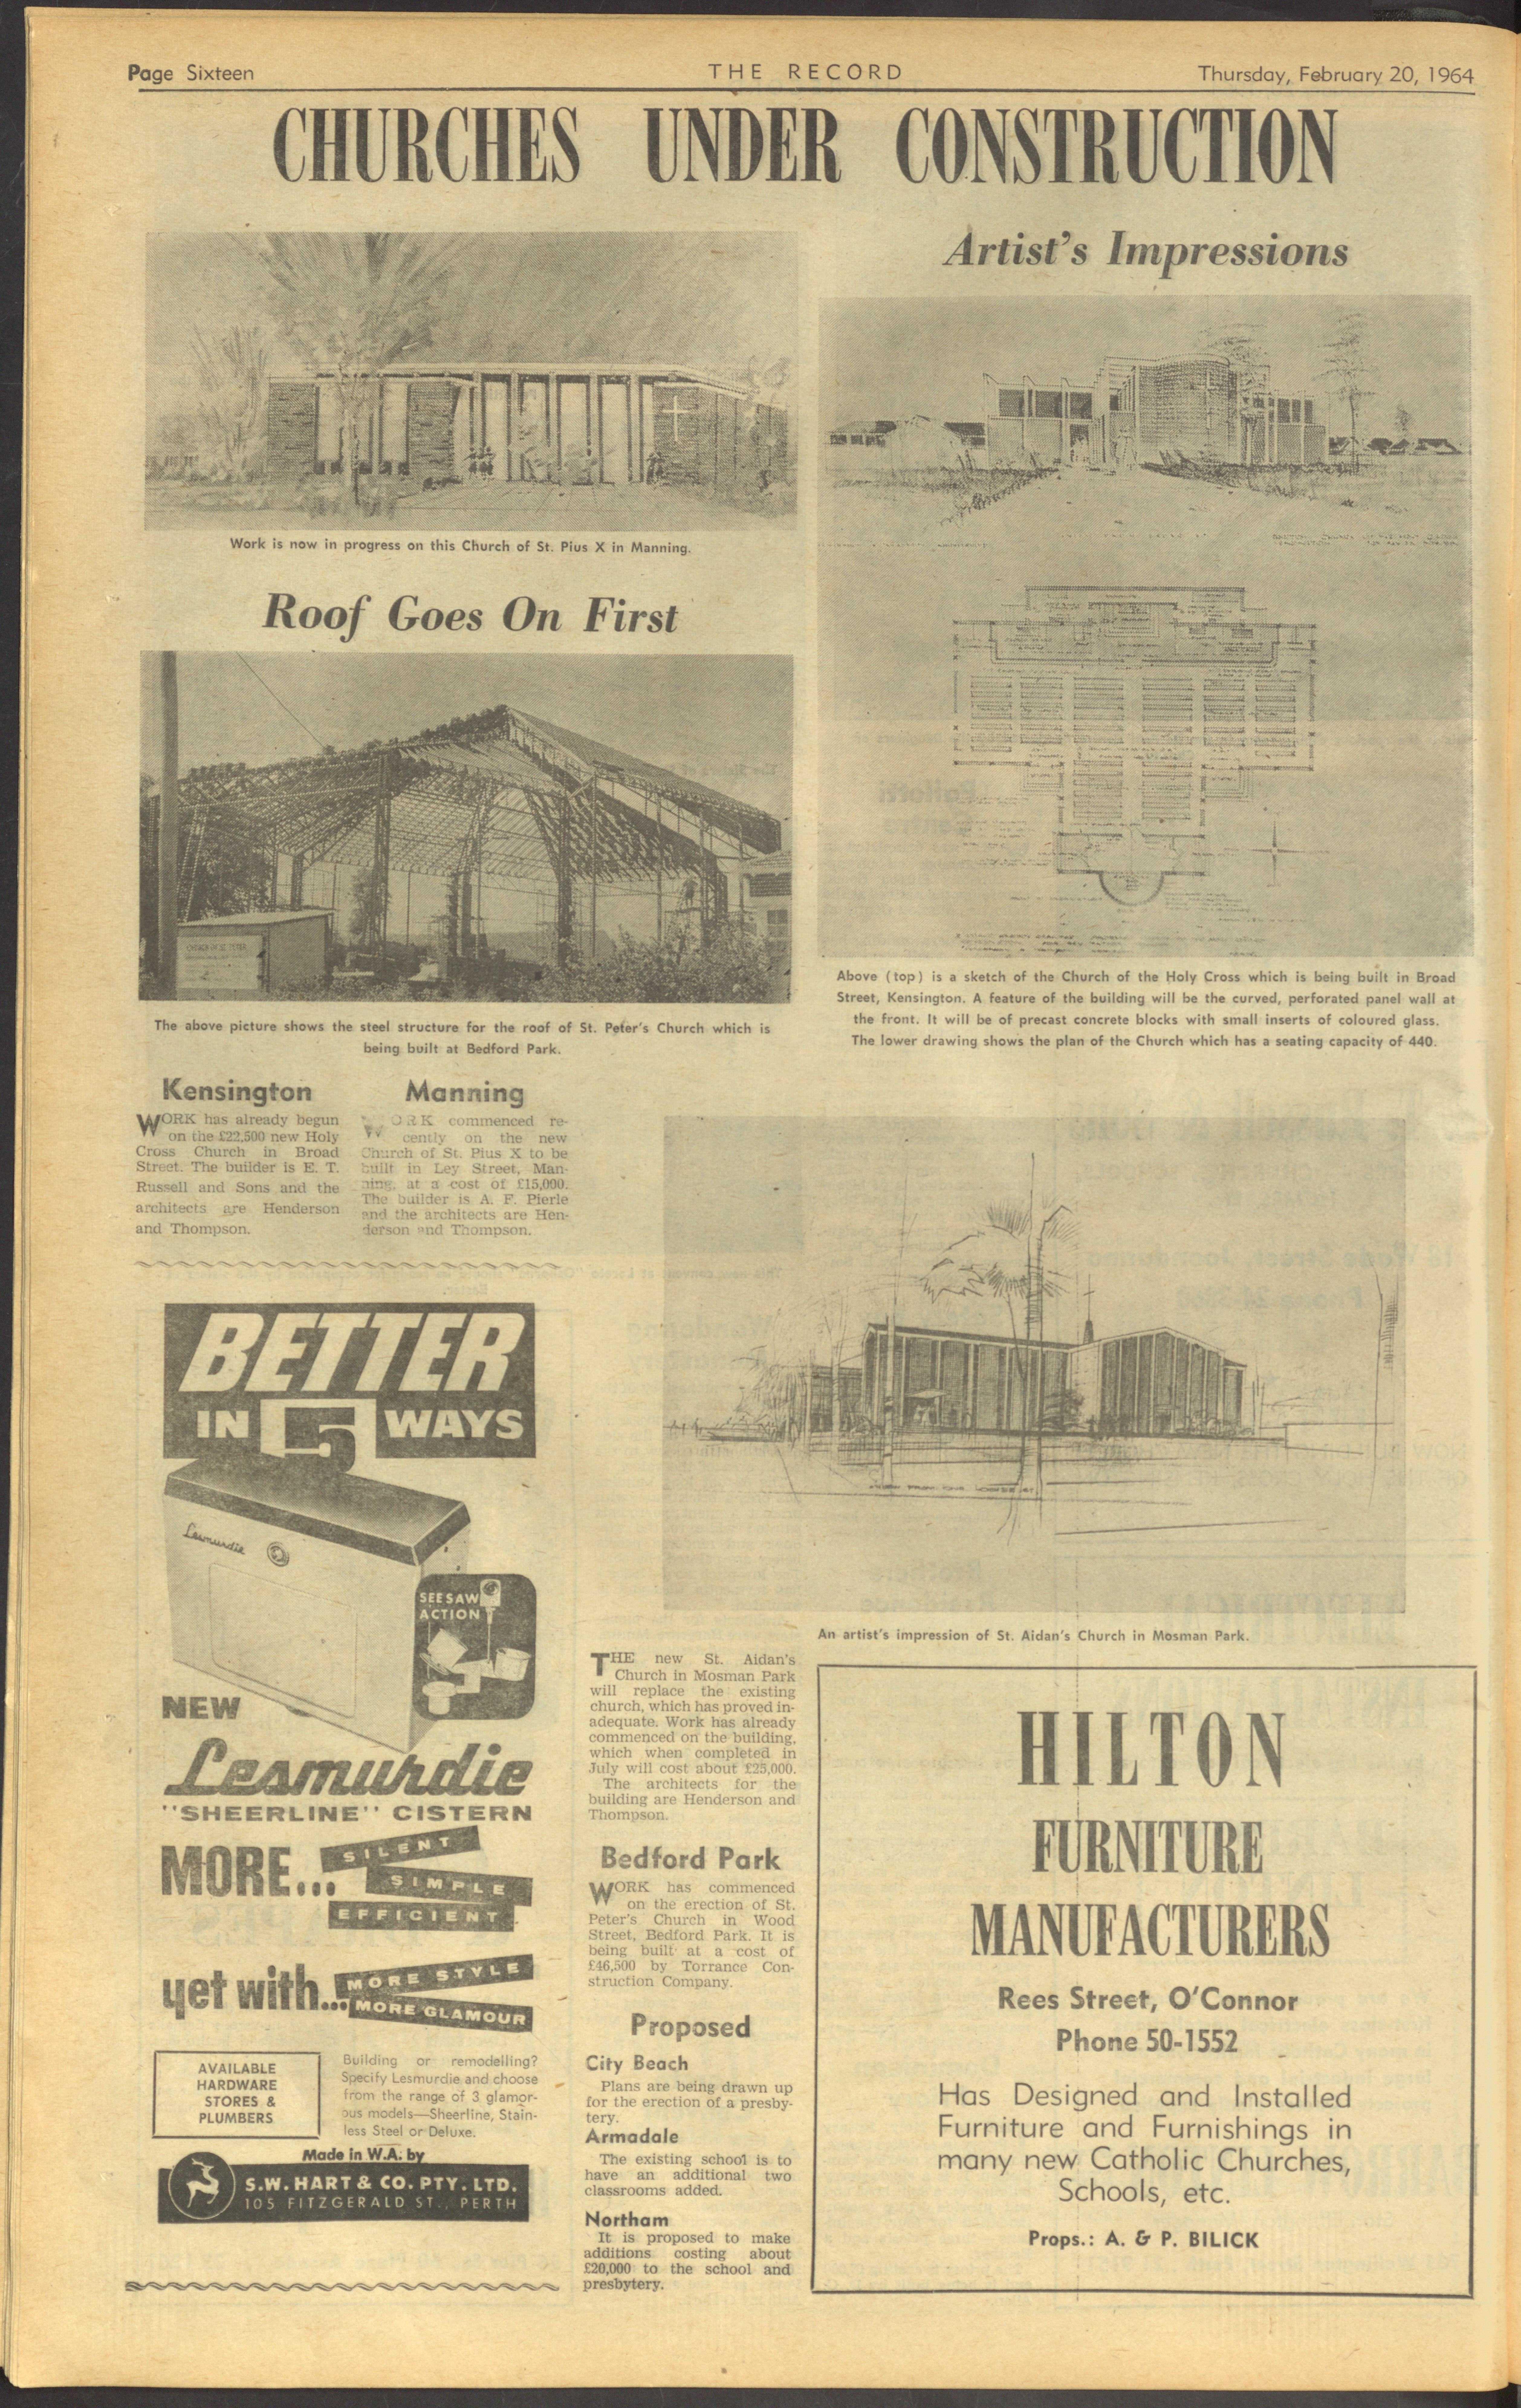 Page Sixteen
THE RECORD
Thursday, February 20, 1964
CHURCHES UNDER CONSTRUCTION
Work is now in progress on this Church of St. Pius X in Manning.
Roof Goes On First
CHURCH OF ST. PETER
The above picture shows the steel structure for the roof of St. Peter's Church which is
being built at Bedford Park.
Artist's Impressions
Above (top) is a sketch of the Church of the Holy Cross which is being built in Broad
Street, Kensington. A feature of the building will be the curved, perforated panel wall at
the front. It will be of precast concrete blocks with small inserts of coloured glass.
The lower drawing shows the plan of the Church which has a seating capacity of 440.
Kensington
WORK has already begun
on the £22,500 new Holy
Cross Church in Broad
Street. The builder is E. T.
Russell and Sons and the
architects are Henderson
and Thompson.
Manning
WORK commenced re-
cently on the new
Church of St. Pius X to be
built in Ley Street, Man-
ning, at a cost of £15,000.
The builder is A. F. Pierle
and the architects are Hen-
derson and Thompson.
An artist's impression of St. Aidan's Church in Mosman Park.
BETTER
IN 5 WAYS
Lesmurdie
SEESAW
ACTION
NEW
Lesmurdie
"SHEERLINE" CISTERN
MORE...
SILENT
SIMPLE
EFFICIENT
yet with...
MORE STYLE
MORE GLAMOUR
AVAILABLE
HARDWARE
STORES &
PLUMBERS
Building or remodelling?
Specify Lesmurdie and choose
from the range of 3 glamor-
ous models—Sheerline, Stain-
less Steel or Deluxe.
Made in W.A. by
S.W. HART & CO. PTY. LTD.
105 FITZGERALD ST., PERTH
THE new St. Aidan's
Church in Mosman Park
will replace the existing
church, which has proved in-
adequate. Work has already
commenced on the building,
which when completed in
July will cost about £25,000.
The architects for the
building are Henderson and
Thompson.
Bedford Park
WORK has commenced
on the erection of St.
Peter's Church in Wood
Street, Bedford Park. It is
being built at a cost of
£46,500 by Torrance Con-
struction Company.
Proposed
City Beach
Plans are being drawn up
for the erection of a presby-
tery.
Armadale
The existing school is to
have an additional two
classrooms added.
Northam
It is proposed to make
additions costing about
£20,000 to the school and
presbytery.
HILTON
FURNITURE
MANUFACTURERS
Rees Street, O'Connor
Phone 50-1552
Has Designed and Installed
Furniture and Furnishings in
many new Catholic Churches,
Schools, etc.
Props.: A. & P. BILICK